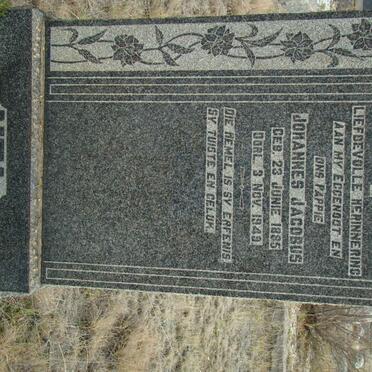 LIEFDEVOLLE HERINNERING
AAN MY EGGENOOT EN
ONS PAPPIE
JOHANNES JACOBUS
GEB. 23 JUNIE 1885
OORL. 3 NOV. 1949
DIE HEMEL IS SY ERFENIS
SY TUISTE EN GELUK